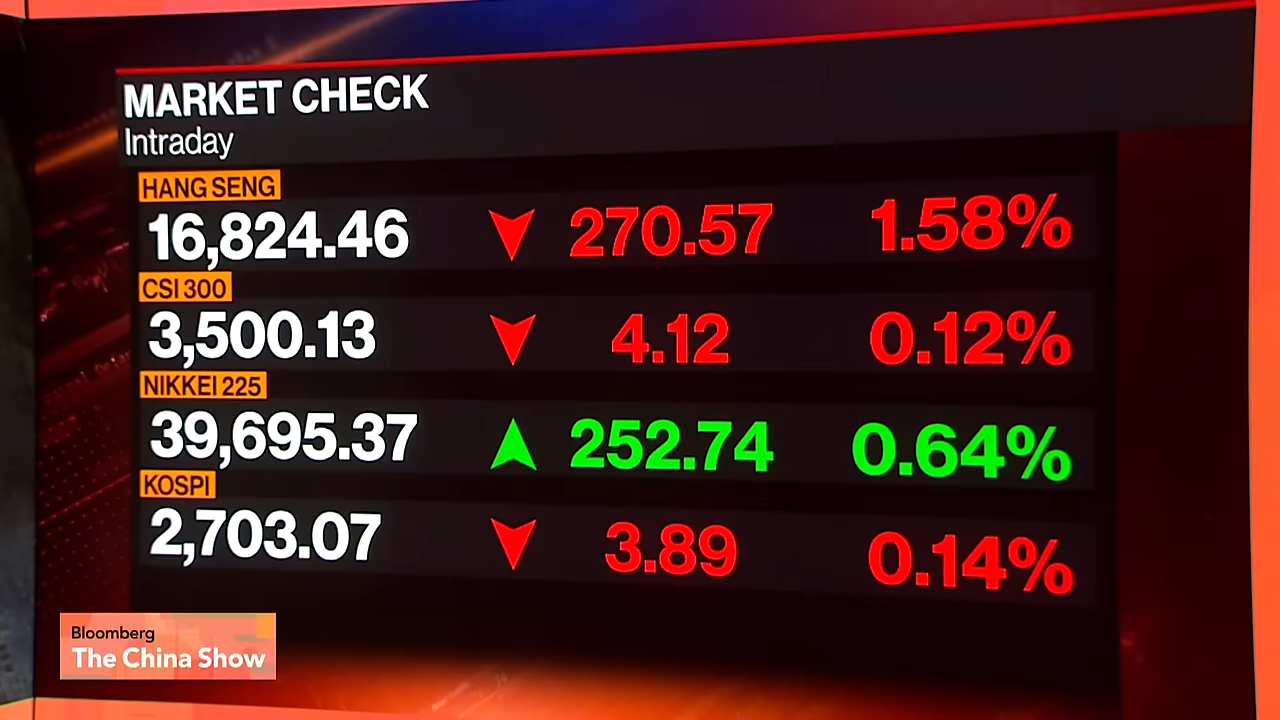 MARKET CHECK
Intraday
HANG SENG
16,824.46 270.57 1.58%
CSI 300
3,500.13 4.12 0.12%
NIKKEI 225
39,695.37 252.74 0.64%
KOSPI
2,703.07 3.89 0.14%
Bloomberg
The China Show